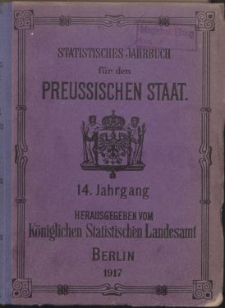 STATISTISCHES JAHRBUCH
für den
PREUSSISCHEN STAAT.
14. Jahrgang
HERAUSGEGEBEN VOM
Königlichen Statistischen Landesamt
BERLIN
1917